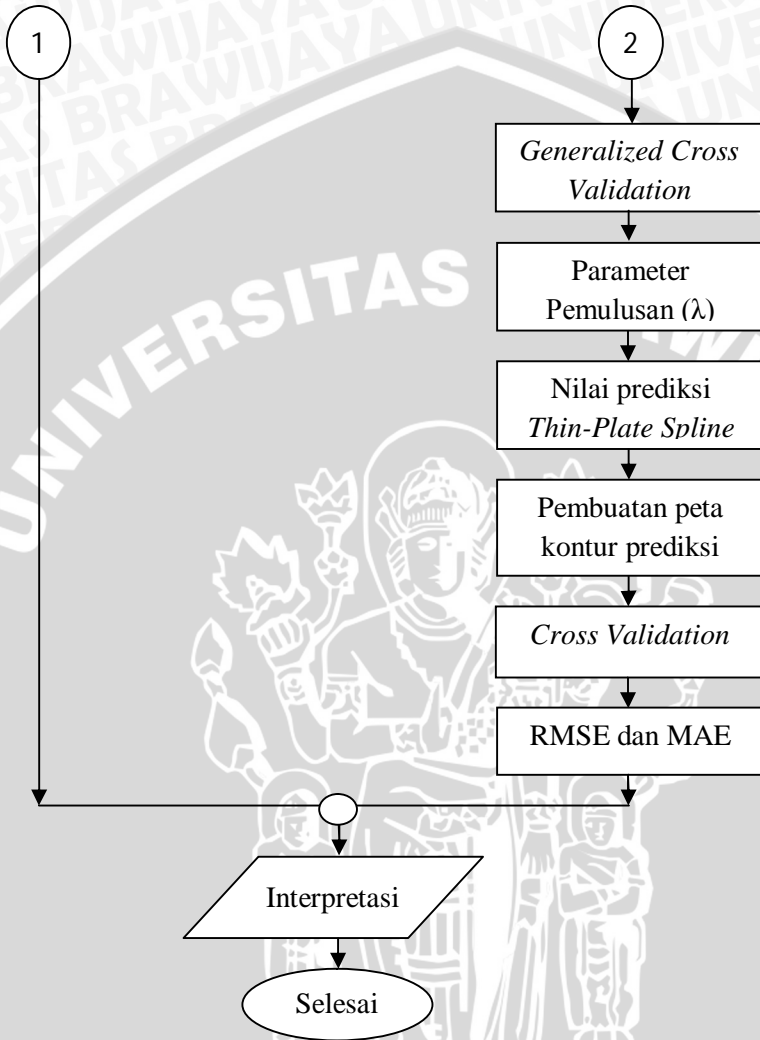 1
2
Generalized Cross
Validation
Parameter
Pemulusan (λ)
Nilai prediksi
Thin-Plate Spline
Pembuatan peta
kontur prediksi
Cross Validation
RMSE dan MAE
Interpretasi
Selesai
UNIVERSITAS